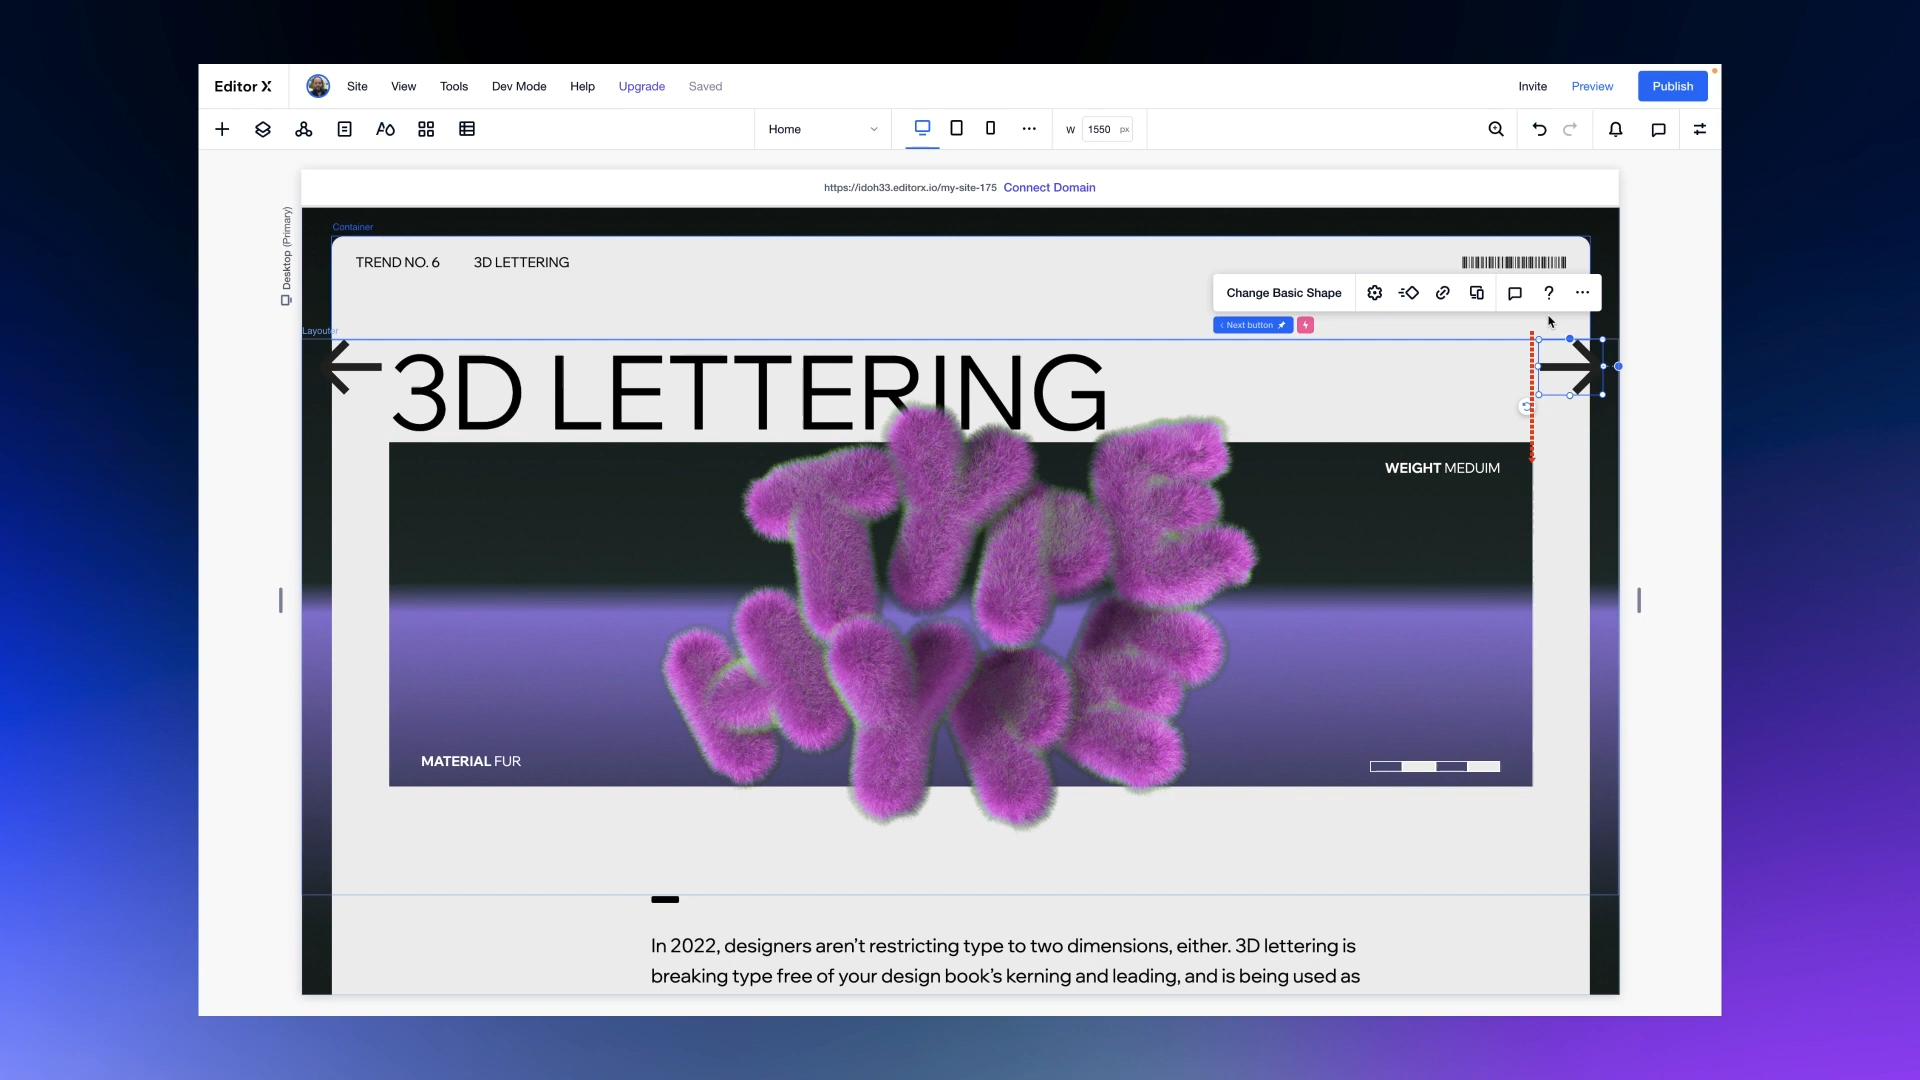 Editor X
Site
View
Tools
Dev Mode
Help
Upgrade
Saved
Invite
Preview
Publish
Home
W
1550
px
https://idoh33.editorx.io/my-site-175 Connect Domain
Desktop (Primary)
Container
TREND NO. 6
3D LETTERING
Change Basic Shape
?
Next button
Layouter
3D LETTERING
WEIGHT MEDUIM
TYPE
HYPE
MATERIAL FUR
In 2022, designers aren’t restricting type to two dimensions, either. 3D lettering is
breaking type free of your design book’s kerning and leading, and is being used as